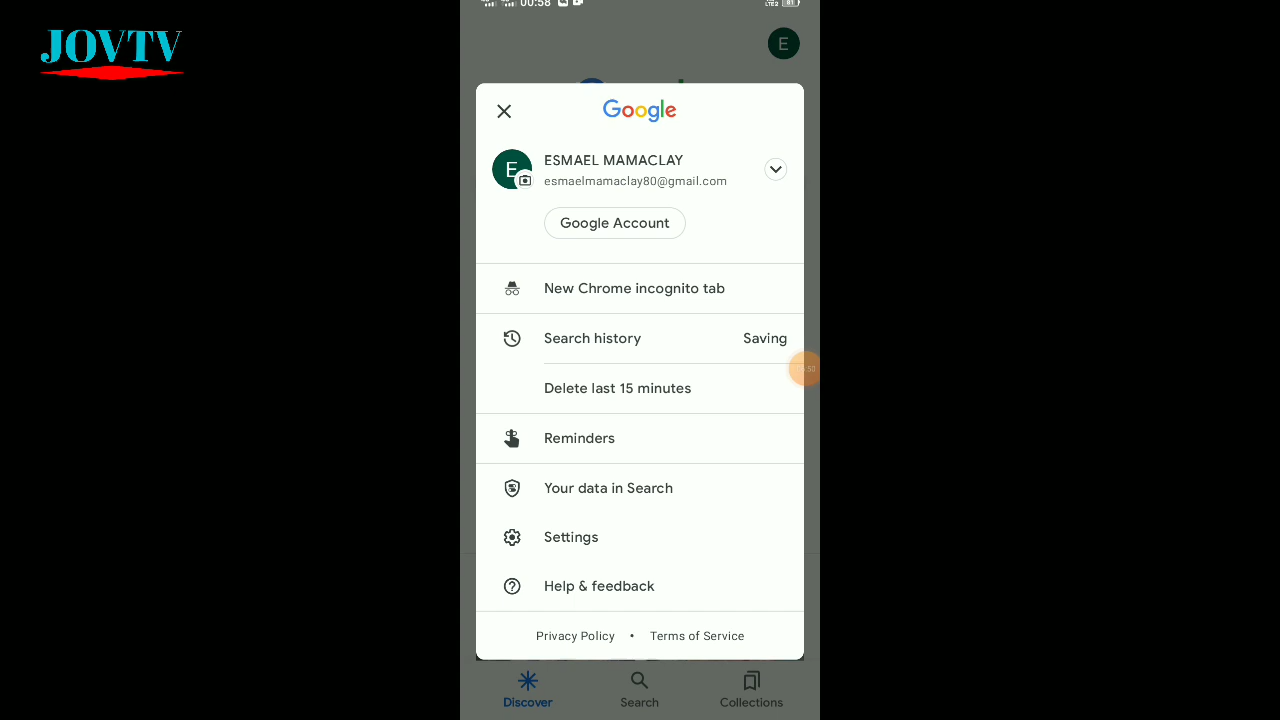 JOVTV
00:58
81
E
Google
E
ESMAEL MAMACLAY
esmaelmamaclay80@gmail.com
Google Account
New Chrome incognito tab
Search history Saving
Delete last 15 minutes
Reminders
Your data in Search
Settings
Help & feedback
Privacy Policy • Terms of Service
Discover Search Collections